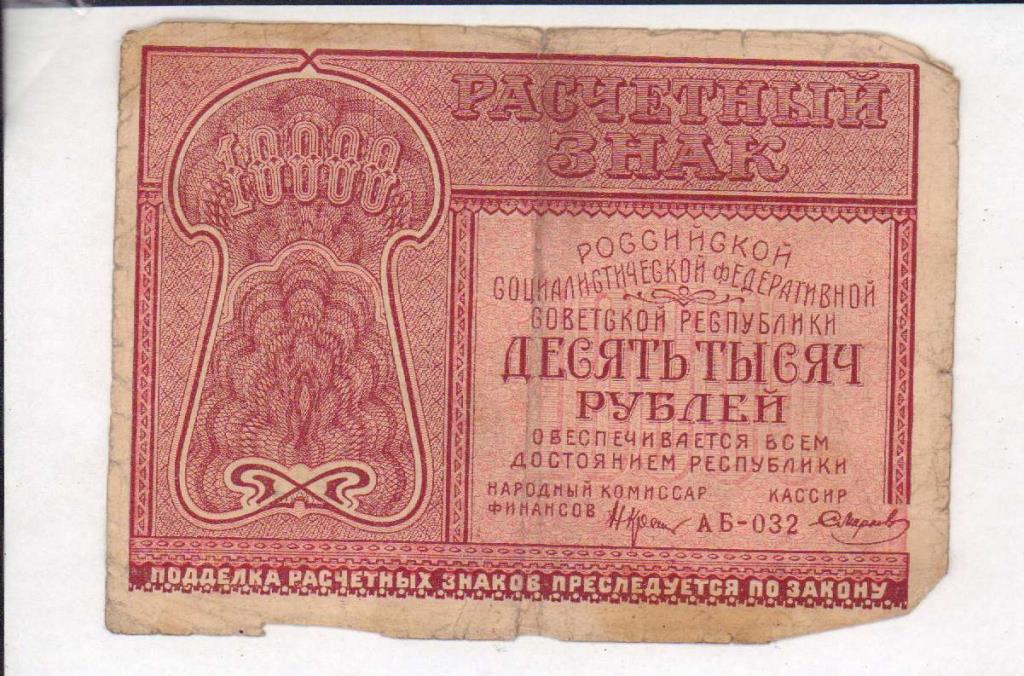 10000
10000
РАСЧЕТНЫЙ
ЗНАК
РОССИЙСКОЙ
СОЦИАЛИСТИЧЕСКОЙ ФЕДЕРАТИВНОЙ
СОВЕТСКОЙ РЕСПУБЛИКИ
ДЕСЯТЬ ТЫСЯЧ
РУБЛЕЙ
ОБЕСПЕЧИВАЕТСЯ ВСЕМ
ДОСТОЯНИЕМ РЕСПУБЛИКИ
НАРОДНЫЙ КОМИССАР КАССИР
ФИНАНСОВ АБ-032
ПОДДЕЛКА РАСЧЕТНЫХ ЗНАКОВ ПРЕСЛЕДУЕТСЯ ПО ЗАКОНУ